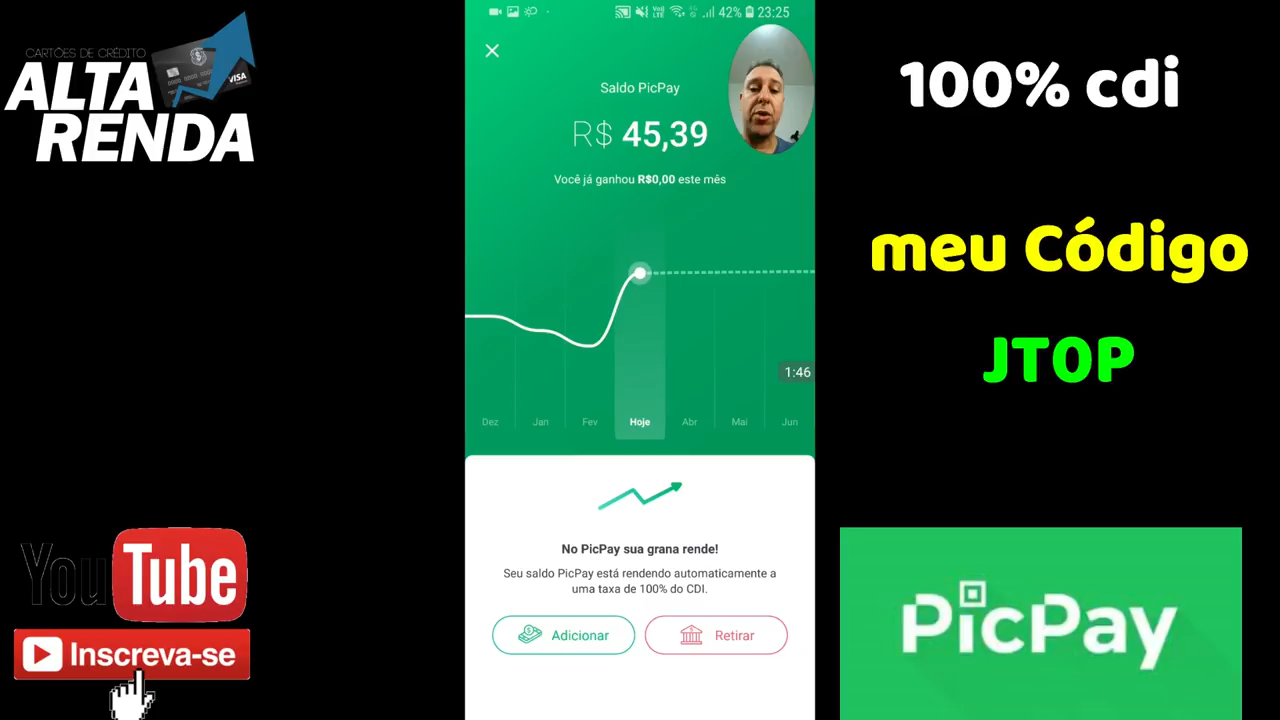 CARTÕES DE CRÉDITO
ALTA
RENDA
VISA
YouTube
Inscreva-se
42% 23:25
Saldo PicPay
R$ 45,39
Você já ganhou R$0,00 este mês
1:46
Dez Jan Fev Hoje Abr Mai Jun
No PicPay sua grana rende!
Seu saldo PicPay está rendendo automaticamente a
uma taxa de 100% do CDI.
Adicionar Retirar
100% cdi
meu Código
JT0P
PicPay